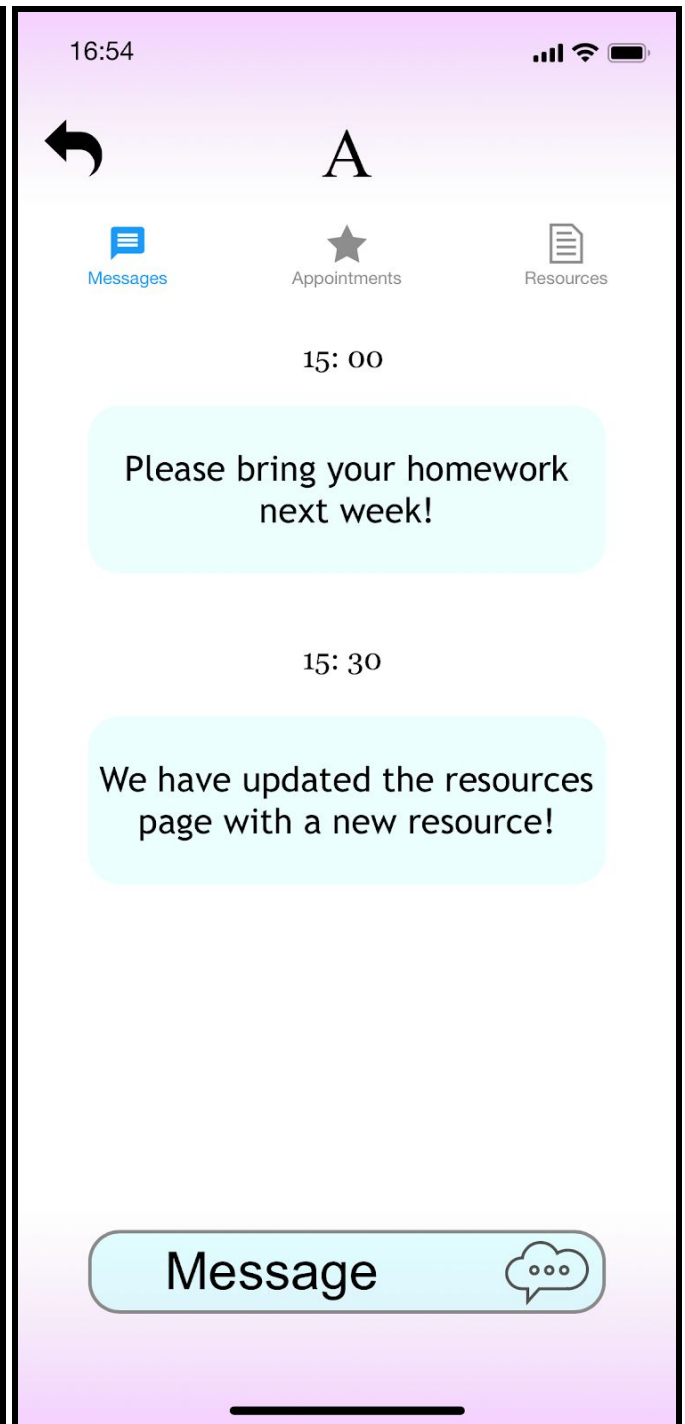 16:54
A
Messages Appointments Resources
15: 00
Please bring your homework
next week!
15: 30
We have updated the resources
page with a new resource!
Message